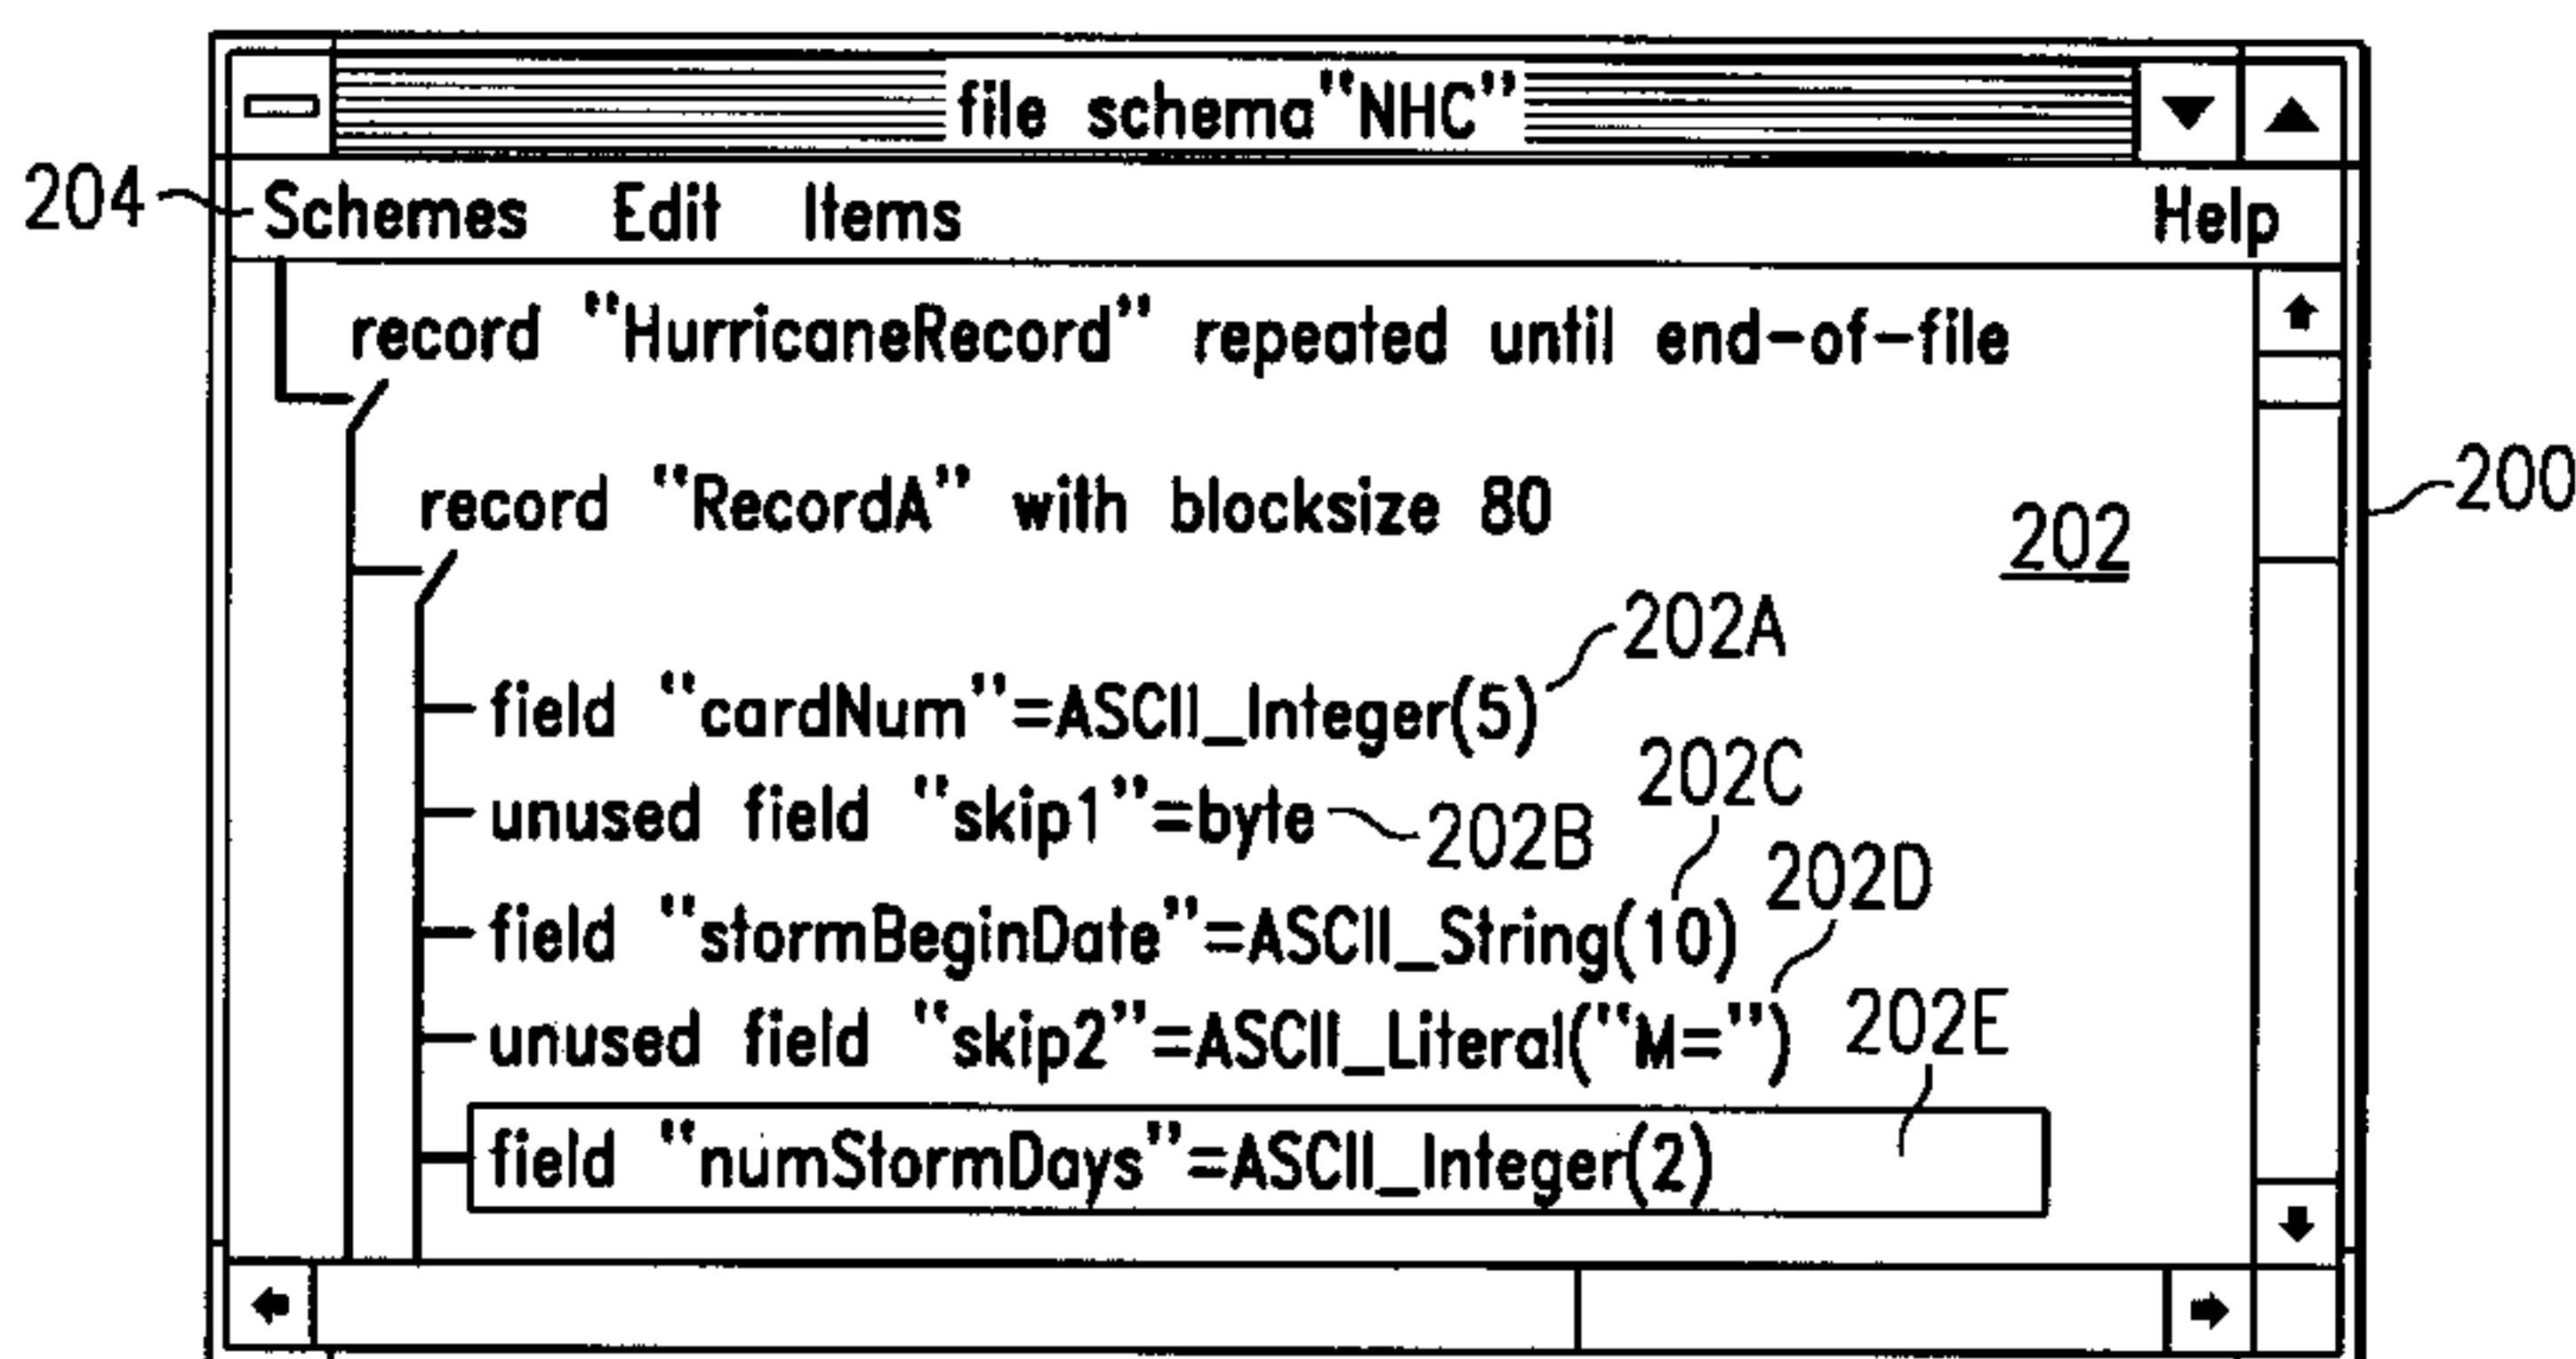 file schema"NHC"
204 Schemes Edit Items Help
record "HurricaneRecord" repeated until end-of-file
200
record "RecordA" with blocksize 80
202
202A
field "cardNum"=ASCII_Integer(5)
202C
unused field "skip1"=byte 202B
202D
field "stormBeginDate"=ASCII_String(10)
unused field "skip2"=ASCII_Literal("M=") 202E
field "numStormDays"=ASCII_Integer(2)